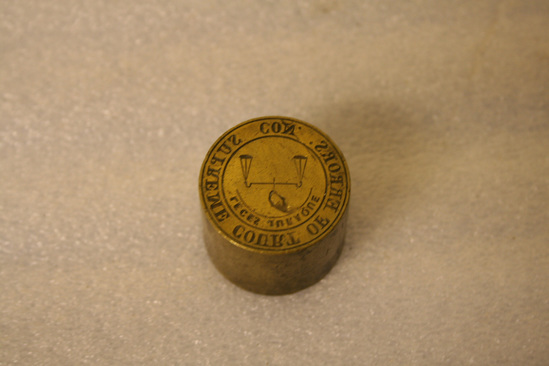 CON.
SUPREME COURT OF ERRORS.